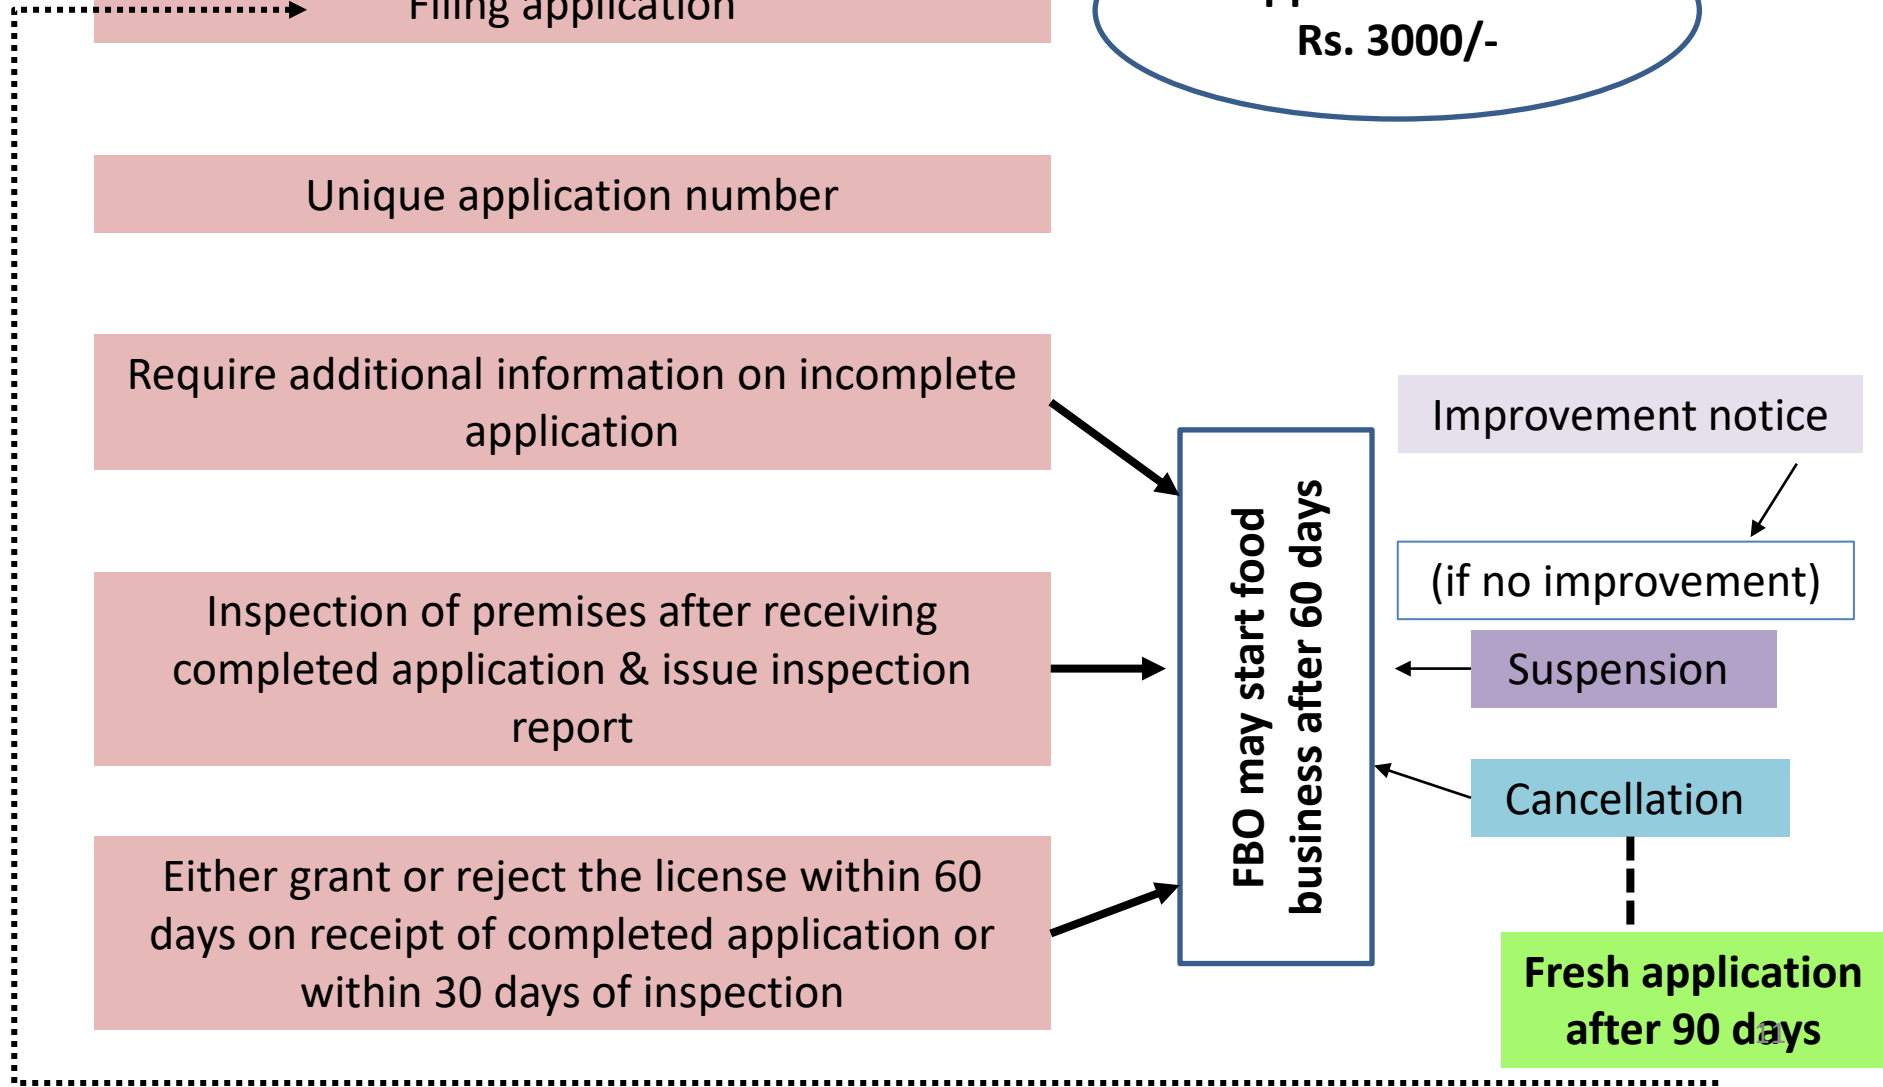 Filing application
Rs. 3000/-
Unique application number
Require additional information on incomplete
application
Inspection of premises after receiving
completed application & issue inspection
report
Either grant or reject the license within 60
days on receipt of completed application or
within 30 days of inspection
FBO may start food
business after 60 days
Improvement notice
(if no improvement)
Suspension
Cancellation
Fresh application
after 90 days
11